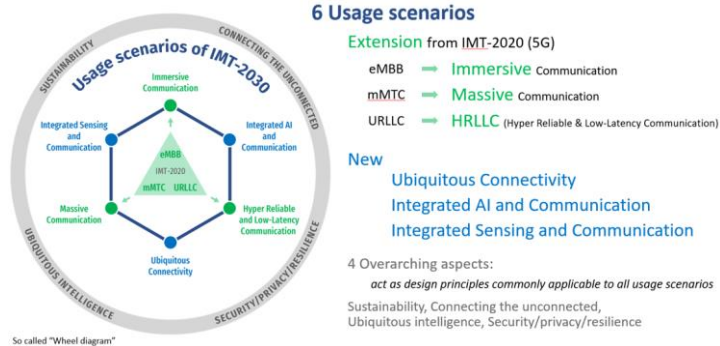 6 Usage scenarios
SUSTAINABILITY
CONNECTING THE UNCONNECTED
UBIQUITOUS INTELLIGENCE
SECURITY/PRIVACY/RESILIENCE
Usage scenarios of IMT-2030
Immersive
Communication
Integrated Sensing
and
Communication
Integrated AI
and
Communication
eMBB
IMT-2020
mMTC URLLC
Massive
Communication
Hyper Reliable
and Low-Latency
Communication
Ubiquitous
Connectivity
So called "Wheel diagram"
Extension from IMT-2020 (5G)
eMBB Immersive Communication
mMTC Massive Communication
URLLC HRLLC (Hyper Reliable & Low-Latency Communication)
New
Ubiquitous Connectivity
Integrated AI and Communication
Integrated Sensing and Communication
4 Overarching aspects:
act as design principles commonly applicable to all usage scenarios
Sustainability, Connecting the unconnected,
Ubiquitous intelligence, Security/privacy/resilience